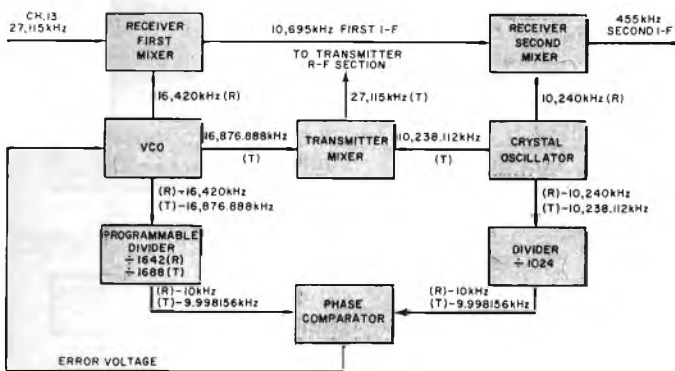 CH. 13
27,115kHz
RECEIVER
FIRST
MIXER
10,695kHz FIRST I-F
RECEIVER
SECOND
MIXER
455kHz
SECOND I-F
TO TRANSMITTER
R-F SECTION
16,420kHz (R)
27,115kHz (T)
10,240kHz (R)
VCO
16,876.888kHz
(T)
TRANSMITTER
MIXER
10,238.112kHz
(T)
CRYSTAL
OSCILLATOR
(R)-16,420kHz
(T)-16,876.888kHz
(R)-10,240kHz
(T)-10,238.112kHz
PROGRAMMABLE
DIVIDER
÷1642(R)
÷1688(T)
DIVIDER
÷1024
(R)-10kHz
(T)-9.998156kHz
PHASE
COMPARATOR
(R)-10kHz
(T)-9.998156kHz
ERROR VOLTAGE